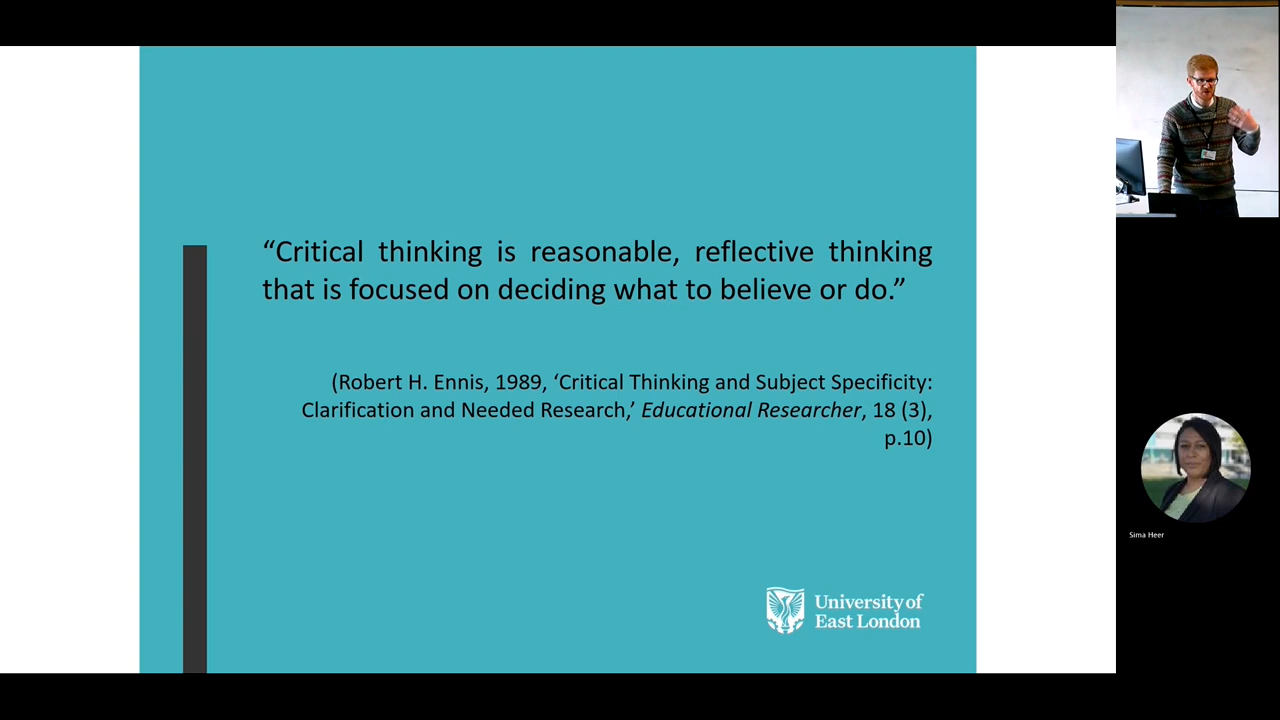 “Critical thinking is reasonable, reflective thinking
that is focused on deciding what to believe or do.”
(Robert H. Ennis, 1989, ‘Critical Thinking and Subject Specificity:
Clarification and Needed Research,’ Educational Researcher, 18 (3),
p.10)
University of
East London
Sima Heer